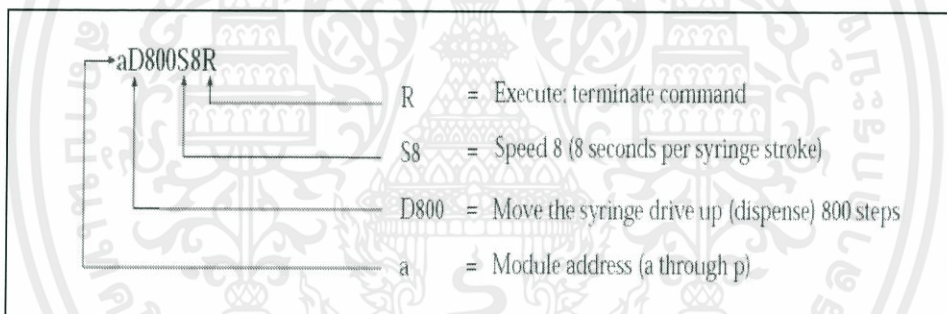 aD800S8R
R = Execute: terminate command
S8 = Speed 8 (8 seconds per syringe stroke)
D800 = Move the syringe drive up (dispense) 800 steps
a = Module address (a through p)